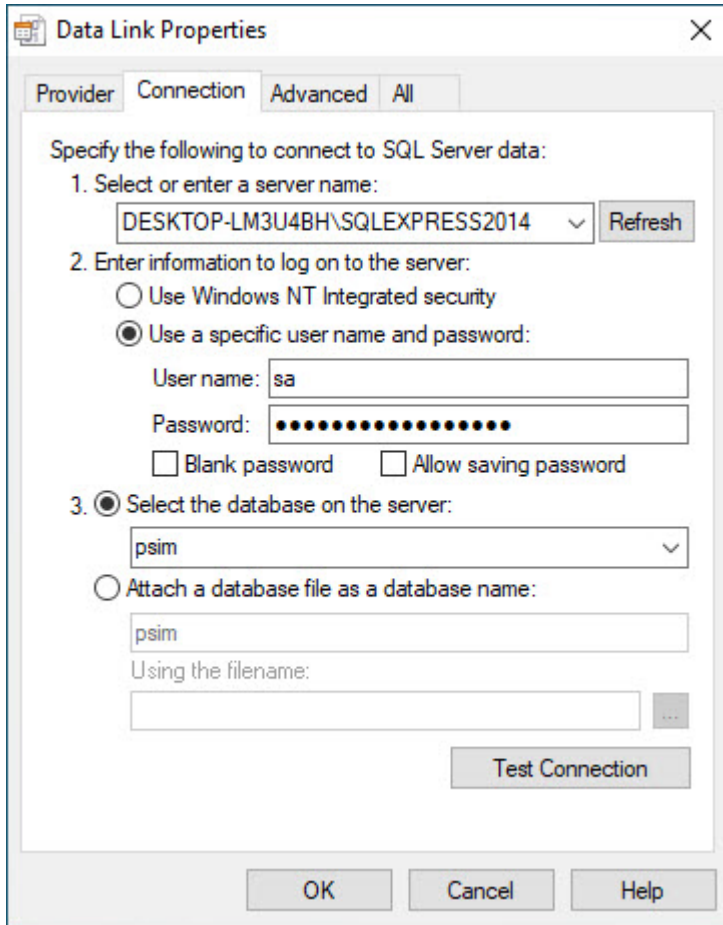 Data Link Properties
Provider Connection Advanced All
Specify the following to connect to SQL Server data:
1. Select or enter a server name:
DESKTOP-LM3U4BH\SQLEXPRESS2014 Refresh
2. Enter information to log on to the server:
Use Windows NT Integrated security
Use a specific user name and password:
User name: sa
Password: •••••••••••••••••
Blank password Allow saving password
3. Select the database on the server:
psim
Attach a database file as a database name:
psim
Using the filename:
...
Test Connection
OK Cancel Help